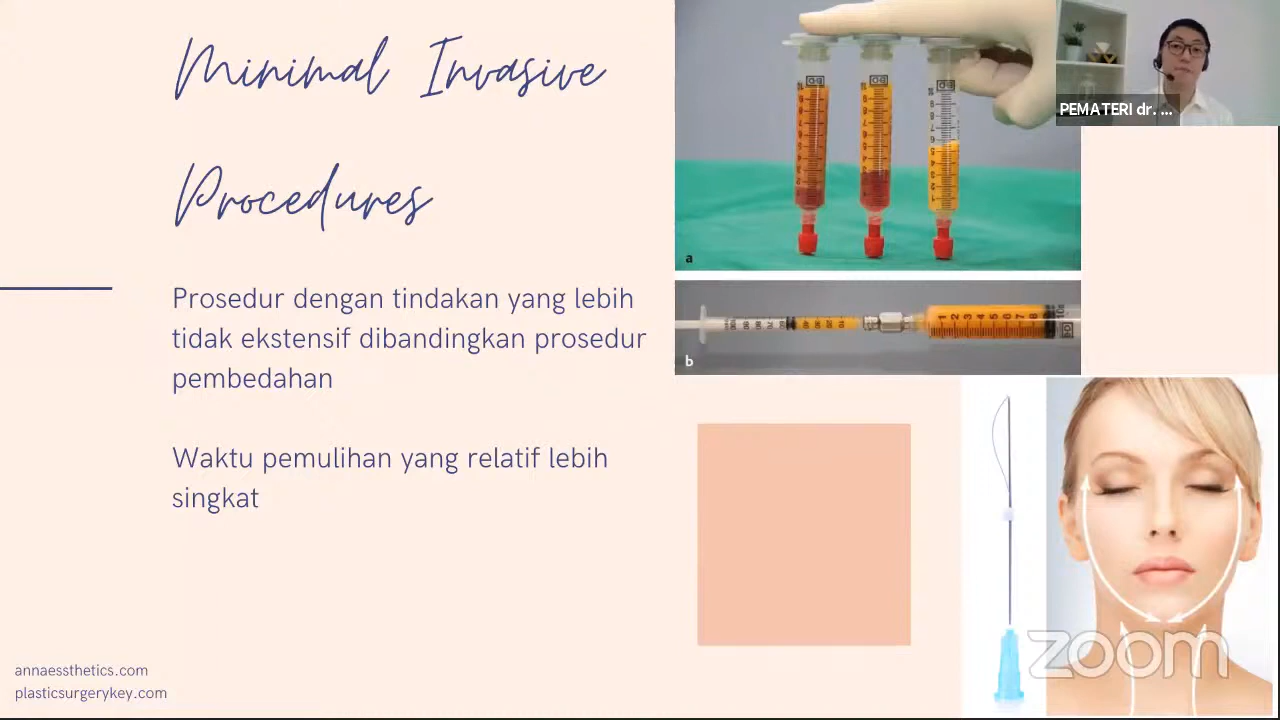 Minimal Invasive
Procedures
Prosedur dengan tindakan yang lebih
tidak ekstensif dibandingkan prosedur
pembedahan
Waktu pemulihan yang relatif lebih
singkat
annaessthetics.com
plasticsurgerykey.com
a
b
PEMATERI dr. ...
zoom